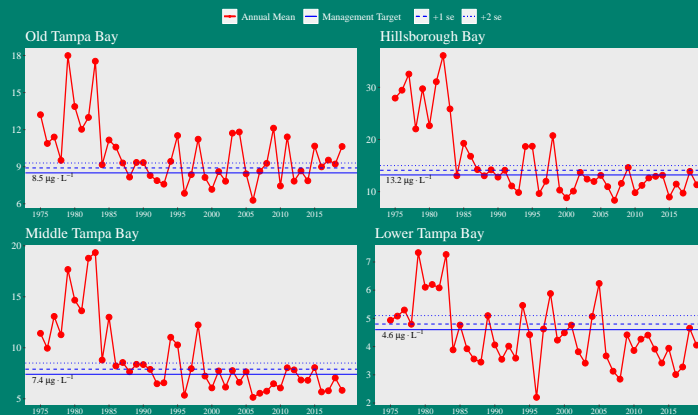 Annual Mean Management Target +1 se +2 se
Old Tampa Bay
18
15
12
9
6
8.5 μg·L⁻¹
1975 1980 1985 1990 1995 2000 2005 2010 2015
Hillsborough Bay
30
20
10
13.2 μg·L⁻¹
1975 1980 1985 1990 1995 2000 2005 2010 2015
Middle Tampa Bay
20
15
10
5
7.4 μg·L⁻¹
1975 1980 1985 1990 1995 2000 2005 2010 2015
Lower Tampa Bay
7
6
5
4
3
2
4.6 μg·L⁻¹
1975 1980 1985 1990 1995 2000 2005 2010 2015